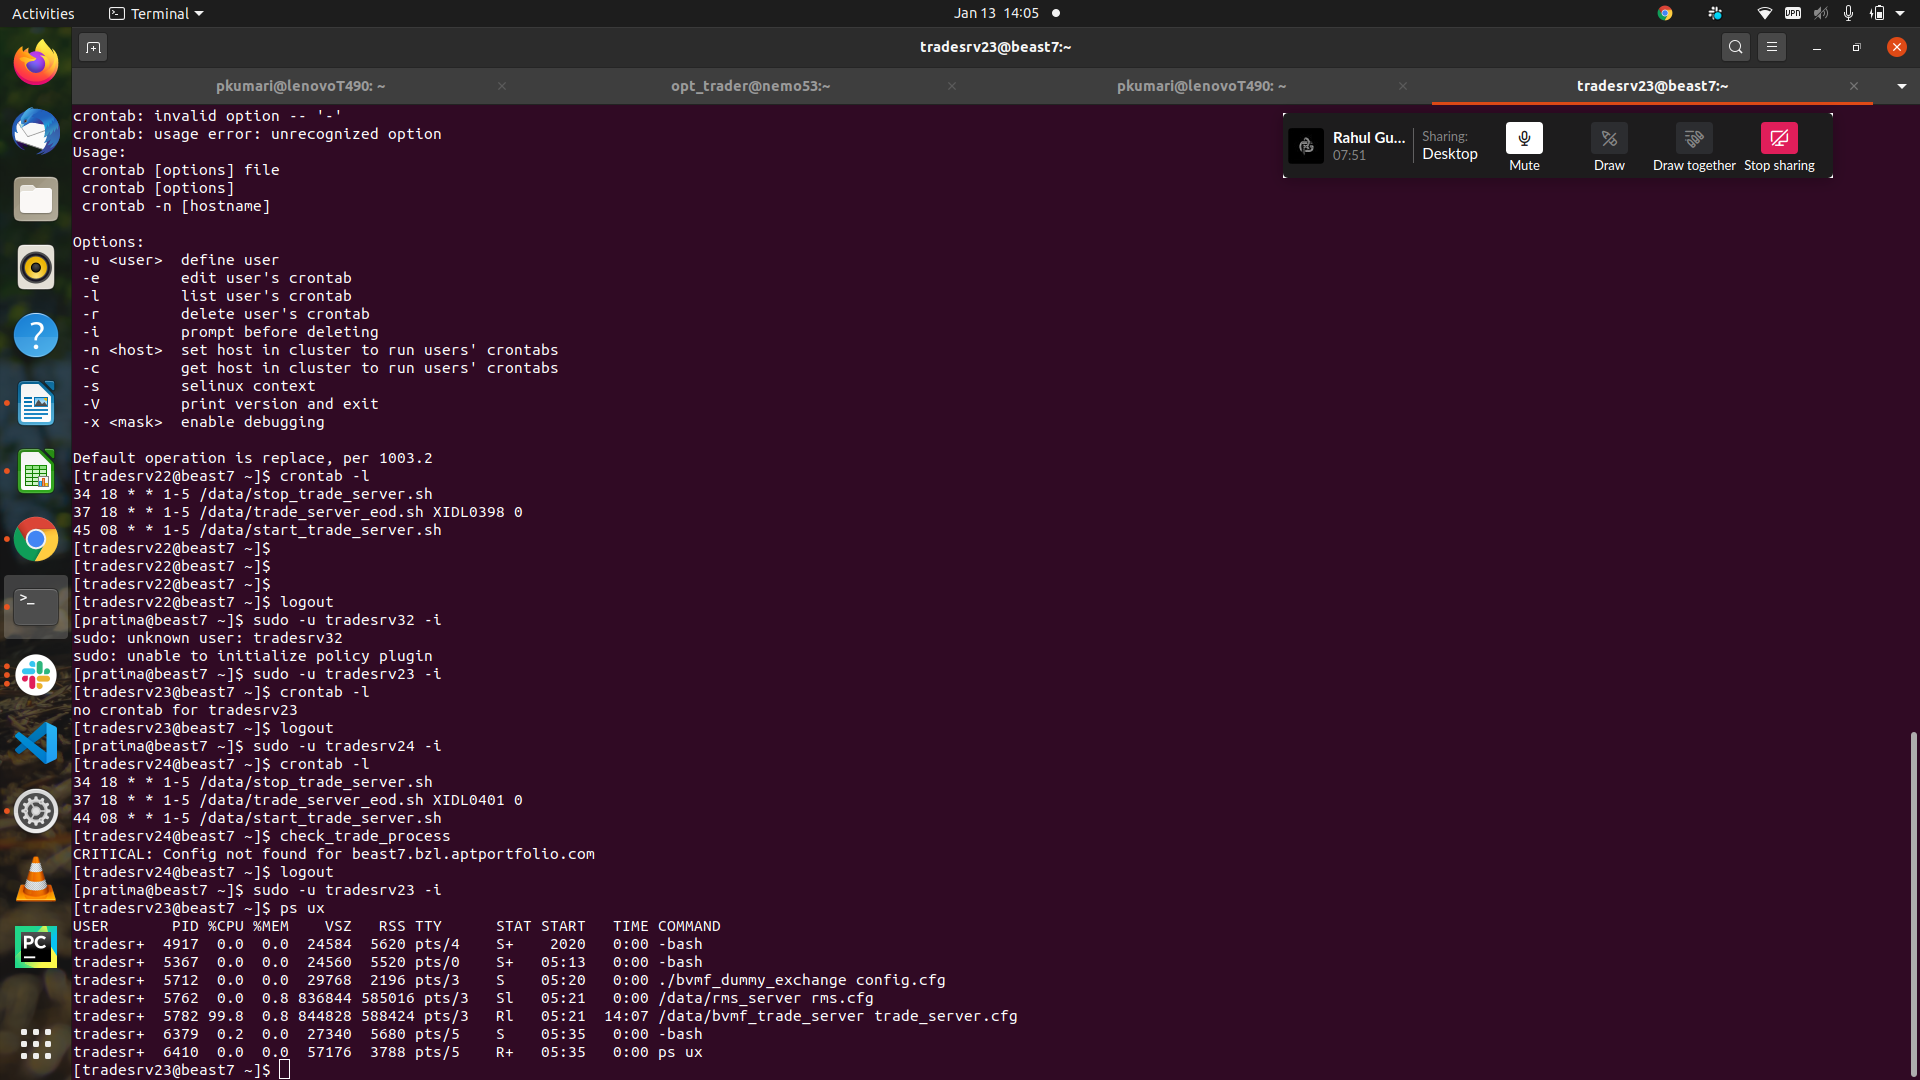 Activities
Terminal
Jan 13 14:05
VPN
tradesrv23@beast7:~
pkumari@lenovoT490: ~
opt_trader@nemo53:~
pkumari@lenovoT490: ~
tradesrv23@beast7:~
Rahul Gu...
07:51
Sharing:
Desktop
Mute
Draw
Draw together
Stop sharing
crontab: invalid option -- '-'
crontab: usage error: unrecognized option
Usage:
crontab [options] file
crontab [options]
crontab -n [hostname]
Options:
-u <user>  define user
-e         edit user's crontab
-l         list user's crontab
-r         delete user's crontab
-i         prompt before deleting
-n <host>  set host in cluster to run users' crontabs
-c         get host in cluster to run users' crontabs
-s         selinux context
-V         print version and exit
-x <mask>  enable debugging
Default operation is replace, per 1003.2
[tradesrv22@beast7 ~]$ crontab -l
34 18 * * 1-5 /data/stop_trade_server.sh
37 18 * * 1-5 /data/trade_server_eod.sh XIDL0398 0
45 08 * * 1-5 /data/start_trade_server.sh
[tradesrv22@beast7 ~]$
[tradesrv22@beast7 ~]$
[tradesrv22@beast7 ~]$
[tradesrv22@beast7 ~]$ logout
[pratima@beast7 ~]$ sudo -u tradesrv32 -i
sudo: unknown user: tradesrv32
sudo: unable to initialize policy plugin
[pratima@beast7 ~]$ sudo -u tradesrv23 -i
[tradesrv23@beast7 ~]$ crontab -l
no crontab for tradesrv23
[tradesrv23@beast7 ~]$ logout
[pratima@beast7 ~]$ sudo -u tradesrv24 -i
[tradesrv24@beast7 ~]$ crontab -l
34 18 * * 1-5 /data/stop_trade_server.sh
37 18 * * 1-5 /data/trade_server_eod.sh XIDL0401 0
44 08 * * 1-5 /data/start_trade_server.sh
[tradesrv24@beast7 ~]$ check_trade_process
CRITICAL: Config not found for beast7.bzl.aptportfolio.com
[tradesrv24@beast7 ~]$ logout
[pratima@beast7 ~]$ sudo -u tradesrv23 -i
[tradesrv23@beast7 ~]$ ps ux
USER       PID %CPU %MEM    VSZ   RSS TTY      STAT START   TIME COMMAND
tradesr+  4917  0.0  0.0  24584  5620 pts/4    S+    2020   0:00 -bash
tradesr+  5367  0.0  0.0  24560  5520 pts/0    S+   05:13   0:00 -bash
tradesr+  5712  0.0  0.0  29768  2196 pts/3    S    05:20   0:00 ./bvmf_dummy_exchange config.cfg
tradesr+  5762  0.0  0.8 836844 585016 pts/3   Sl   05:21   0:00 /data/rms_server rms.cfg
tradesr+  5782 99.8  0.8 844828 588424 pts/3   Rl   05:21  14:07 /data/bvmf_trade_server trade_server.cfg
tradesr+  6379  0.2  0.0  27340  5680 pts/5    S    05:35   0:00 -bash
tradesr+  6410  0.0  0.0  57176  3788 pts/5    R+   05:35   0:00 ps ux
[tradesrv23@beast7 ~]$
PC